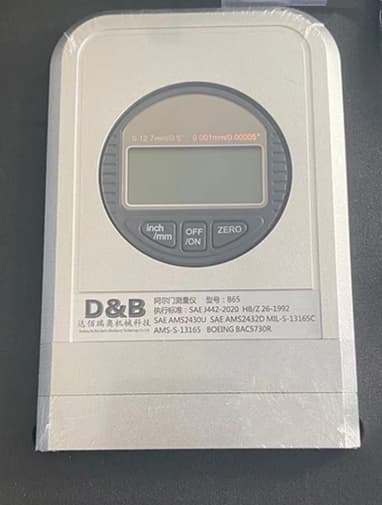 0-12.7mm/0.5" 0.001mm/0.00005"
inch
/mm
OFF
/ON
ZERO
D&B
达佰瑞奥机械科技
阿尔门测量仪 型号：B65
执行标准：SAE J442-2020 HB/Z 26-1992
SAE AMS2430U SAE AMS2432D MIL-S-13165C
AMS-S-13165 BOEING BACS730R